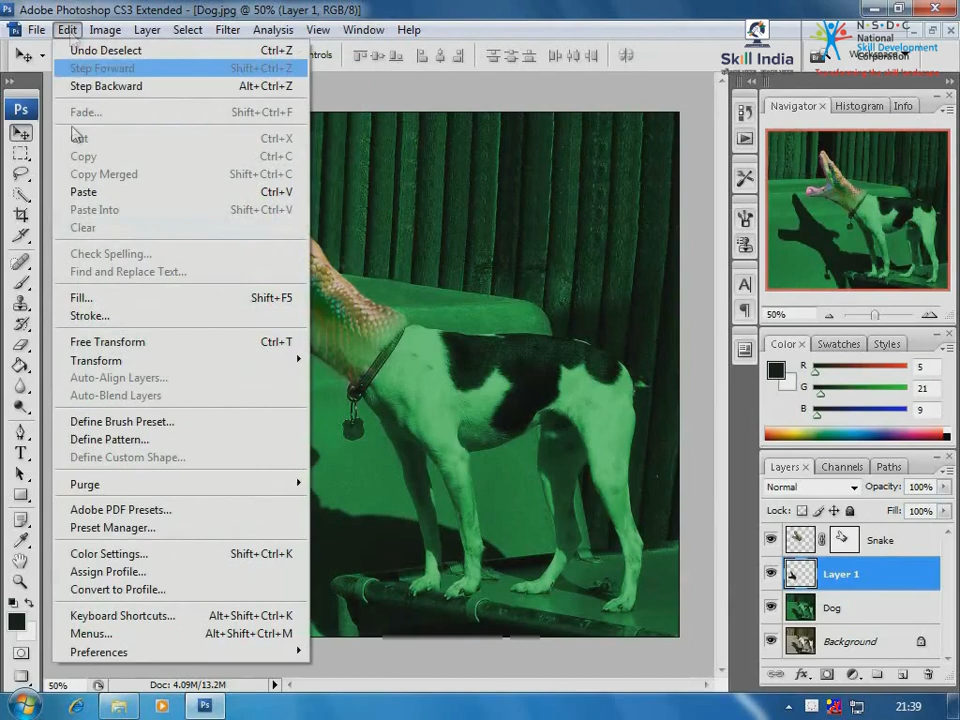 Adobe Photoshop CS3 Extended - [Dog.jpg @ 50% (Layer 1, RGB/8)]
File Edit Image Layer Select Filter Analysis View Window Help
Skill India
N·S·D·C
National
Skill Development
Corporation
Transforming the skill landscape
Workspace
Undo Deselect Ctrl+Z
Step Forward Shift+Ctrl+Z
Step Backward Alt+Ctrl+Z
Fade... Shift+Ctrl+F
Cut Ctrl+X
Copy Ctrl+C
Copy Merged Shift+Ctrl+C
Paste Ctrl+V
Paste Into Shift+Ctrl+V
Clear
Check Spelling...
Find and Replace Text...
Fill... Shift+F5
Stroke...
Free Transform Ctrl+T
Transform
Auto-Align Layers...
Auto-Blend Layers
Define Brush Preset...
Define Pattern...
Define Custom Shape...
Purge
Adobe PDF Presets...
Preset Manager...
Color Settings... Shift+Ctrl+K
Assign Profile...
Convert to Profile...
Keyboard Shortcuts... Alt+Shift+Ctrl+K
Menus... Alt+Shift+Ctrl+M
Preferences
Ps
Navigator × Histogram Info
50%
Color × Swatches Styles
R 5
G 21
B 9
Layers × Channels Paths
Normal Opacity: 100%
Lock: Fill: 100%
Snake
Layer 1
Dog
Background
50% Doc: 4.09M/13.2M
21:39